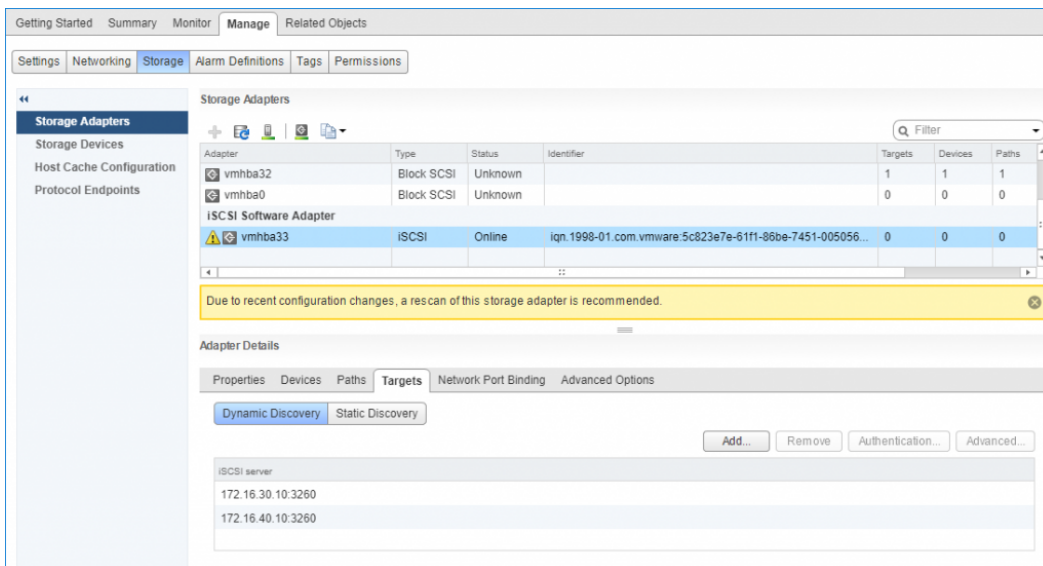 Getting Started Summary Monitor Manage Related Objects
Settings Networking Storage Alarm Definitions Tags Permissions
Storage Adapters
Storage Devices
Host Cache Configuration
Protocol Endpoints
Storage Adapters
Filter
Adapter Type Status Identifier Targets Devices Paths
vmhba32 Block SCSI Unknown 1 1 1
vmhba0 Block SCSI Unknown 0 0 0
iSCSI Software Adapter
vmhba33 iSCSI Online iqn.1998-01.com.vmware:5c823e7e-61f1-86be-7451-005056... 0 0 0
Due to recent configuration changes, a rescan of this storage adapter is recommended.
Adapter Details
Properties Devices Paths Targets Network Port Binding Advanced Options
Dynamic Discovery Static Discovery
Add... Remove Authentication... Advanced...
iSCSI server
172.16.30.10:3260
172.16.40.10:3260